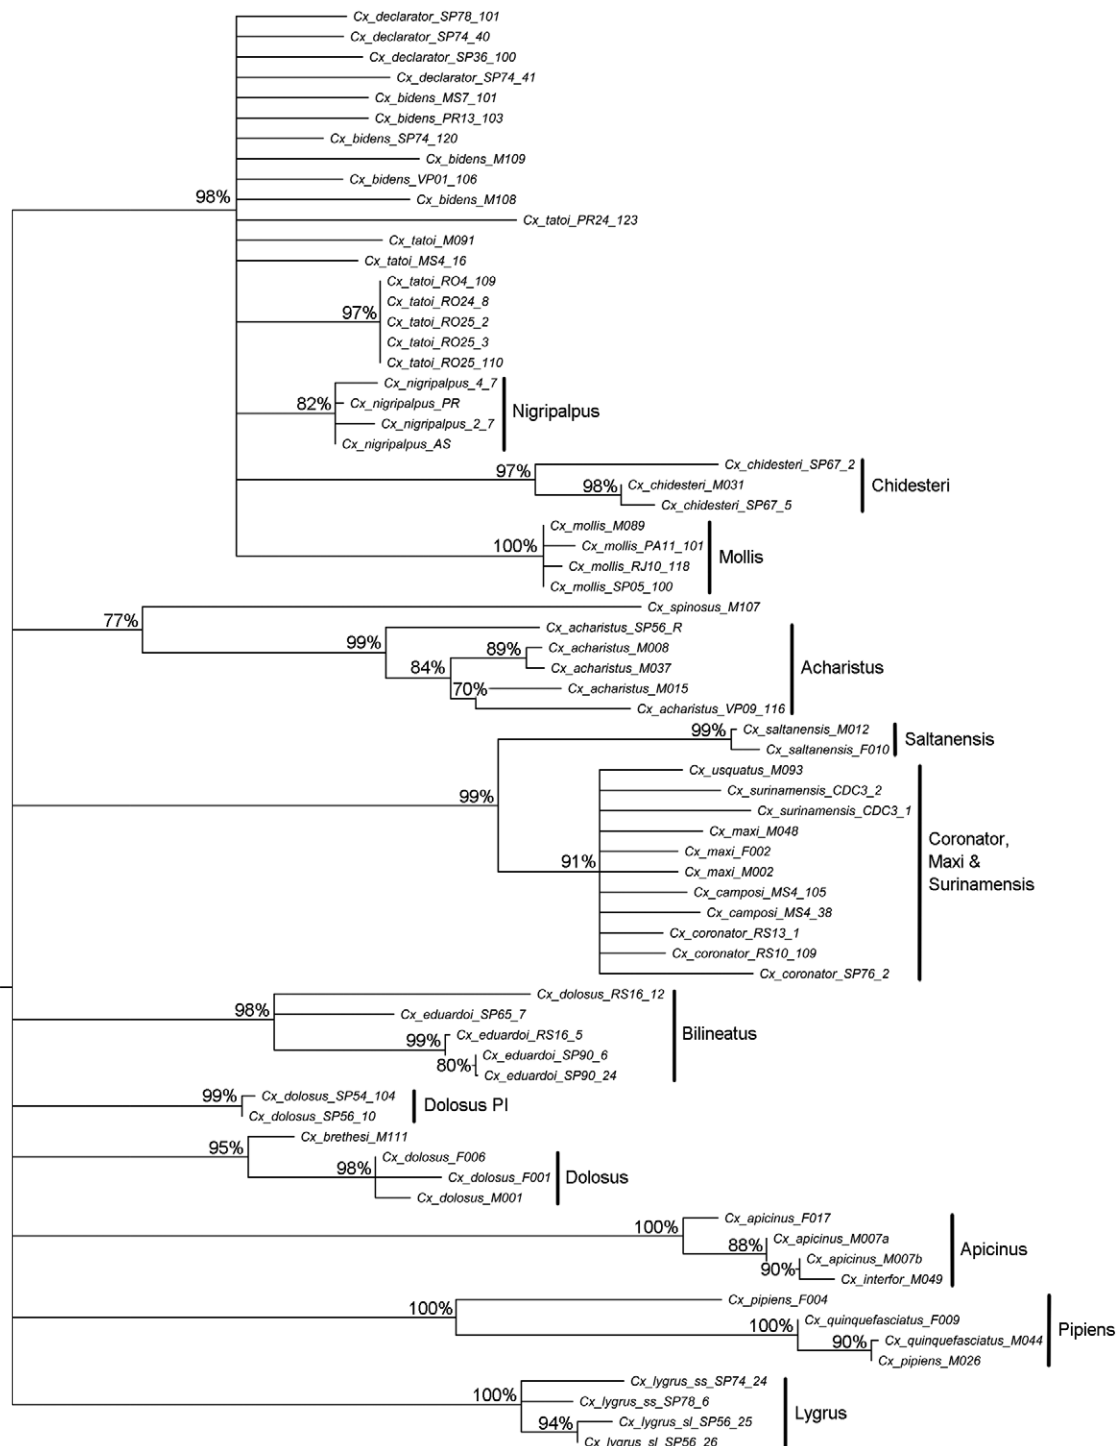 Cx_declarator_SP78_101
Cx_declarator_SP74_40
Cx_declarator_SP36_100
Cx_declarator_SP74_41
Cx_bidens_MS7_101
Cx_bidens_PR13_103
Cx_bidens_SP74_120
Cx_bidens_M109
Cx_bidens_VP01_106
98%
Cx_bidens_M108
Cx_tatoi_PR24_123
Cx_tatoi_M091
Cx_tatoi_MS4_16
Cx_tatoi_RO4_109
Cx_tatoi_RO24_8
97%
Cx_tatoi_RO25_2
Cx_tatoi_RO25_3
Cx_tatoi_RO25_110
Cx_nigripalpus_4_7
82%
Cx_nigripalpus_PR
Nigripalpus
Cx_nigripalpus_2_7
Cx_nigripalpus_AS
Cx_chidesteri_SP67_2
97%
98%
Cx_chidesteri_M031
Chidesteri
Cx_chidesteri_SP67_5
Cx_mollis_M089
100%
Cx_mollis_PA11_101
Mollis
Cx_mollis_RJ10_118
Cx_mollis_SP05_100
Cx_spinosus_M107
77%
Cx_acharistus_SP56_R
99%
89%
Cx_acharistus_M008
84%
Cx_acharistus_M037
Acharistus
70%
Cx_acharistus_M015
Cx_acharistus_VP09_116
99%
Cx_saltanensis_M012
Saltanensis
Cx_saltanensis_F010
Cx_usquatus_M093
99%
Cx_surinamensis_CDC3_2
Cx_surinamensis_CDC3_1
Cx_maxi_M048
Coronator,
Cx_maxi_F002
91%
Maxi &
Cx_maxi_M002
Surinamensis
Cx_camposi_MS4_105
Cx_camposi_MS4_38
Cx_coronator_RS13_1
Cx_coronator_RS10_109
Cx_coronator_SP76_2
Cx_dolosus_RS16_12
98%
Cx_eduardoi_SP65_7
Bilineatus
99%
Cx_eduardoi_RS16_5
80%
Cx_eduardoi_SP90_6
Cx_eduardoi_SP90_24
99%
Cx_dolosus_SP54_104
Dolosus PI
Cx_dolosus_SP56_10
Cx_brethesi_M111
95%
Cx_dolosus_F006
98%
Cx_dolosus_F001
Dolosus
Cx_dolosus_M001
Cx_apicinus_F017
100%
88%
Cx_apicinus_M007a
Apicinus
90%
Cx_apicinus_M007b
Cx_interfor_M049
Cx_pipiens_F004
100%
100%
Cx_quinquefasciatus_F009
Pipiens
90%
Cx_quinquefasciatus_M044
Cx_pipiens_M026
Cx_lygrus_ss_SP74_24
100%
Cx_lygrus_ss_SP78_6
Lygrus
94%
Cx_lygrus_sl_SP56_25
Cx_lygrus_sl_SP56_26